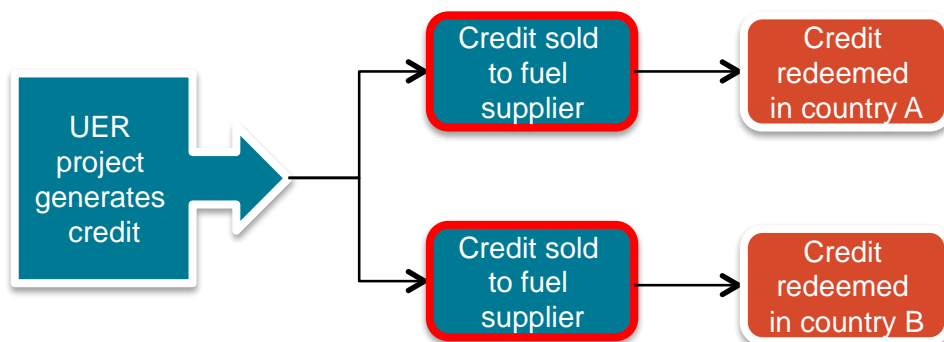 UER
project
generates
credit
Credit sold
to fuel
supplier
Credit
redeemed
in country A
Credit sold
to fuel
supplier
Credit
redeemed
in country B